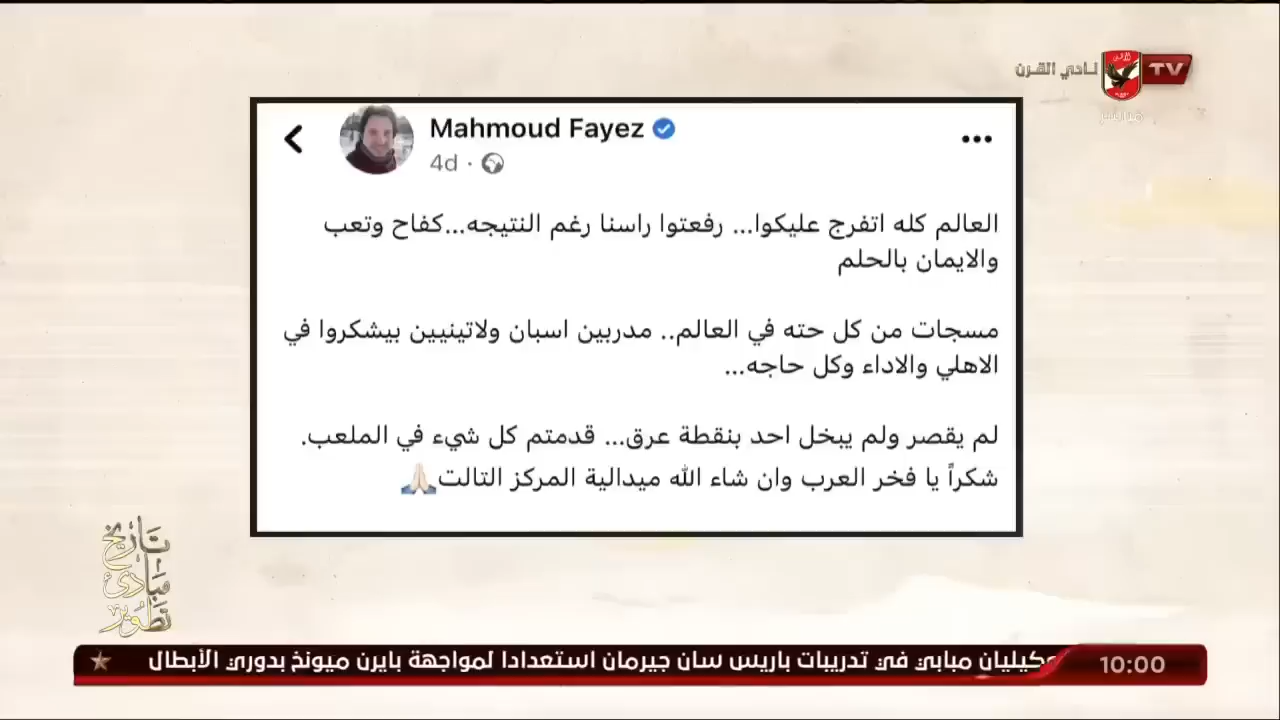 نادي القرن
TV
مباشر
Mahmoud Fayez
4d
العالم كله اتفرج عليكوا... رفعتوا راسنا رغم النتيجه...كفاح وتعب
والايمان بالحلم
مسجات من كل حته في العالم.. مدربين اسبان ولاتينيين بيشكروا في
الاهلي والاداء وكل حاجه...
لم يقصر ولم يبخل احد بنقطة عرق... قدمتم كل شيء في الملعب.
شكراً يا فخر العرب وان شاء الله ميدالية المركز التالت🙏🏻
تاريخ
مبادئ
تطوير
كيليان مبابي في تدريبات باريس سان جيرمان استعدادا لمواجهة بايرن ميونخ بدوري الأبطال
10:00